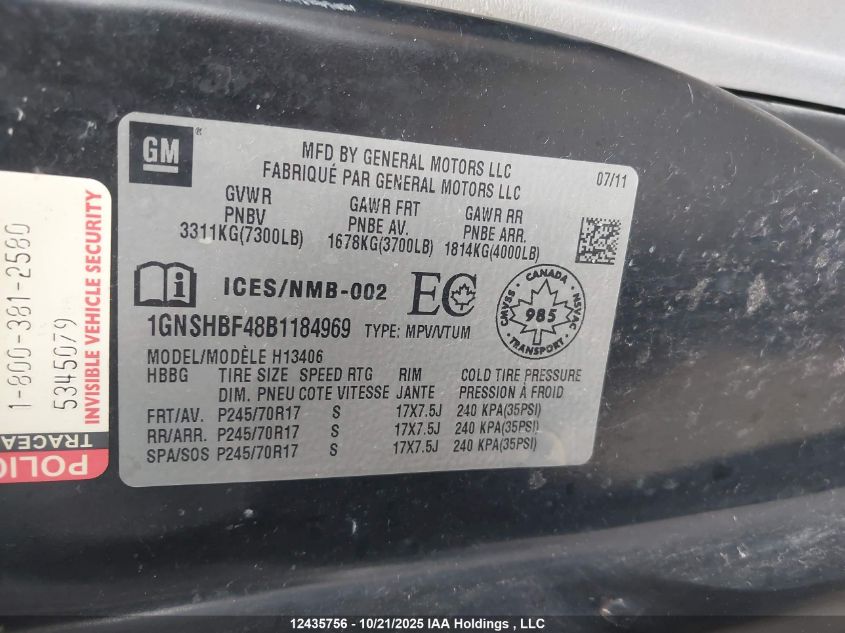 GM
®
MFD BY GENERAL MOTORS LLC
FABRIQUÉ PAR GENERAL MOTORS LLC
07/11
GVWR
PNBV
3311KG(7300LB)
GAWR FRT
PNBE AV.
1678KG(3700LB)
GAWR RR
PNBE ARR.
1814KG(4000LB)
ICES/NMB-002
EC
CANADA
CMVSS
NSVAC
985
TRANSPORT
1GNSHBF48B1184969 TYPE: MPV/VTUM
MODEL/MODÈLE H13406
HBBG TIRE SIZE SPEED RTG RIM COLD TIRE PRESSURE
DIM. PNEU COTE VITESSE JANTE PRESSION À FROID
FRT/AV. P245/70R17 S 17X7.5J 240 KPA(35PSI)
RR/ARR. P245/70R17 S 17X7.5J 240 KPA(35PSI)
SPA/SOS P245/70R17 S 17X7.5J 240 KPA(35PSI)
1-800-381-2580
5345079
INVISIBLE VEHICLE SECURITY
12435756 - 10/21/2025 IAA Holdings , LLC